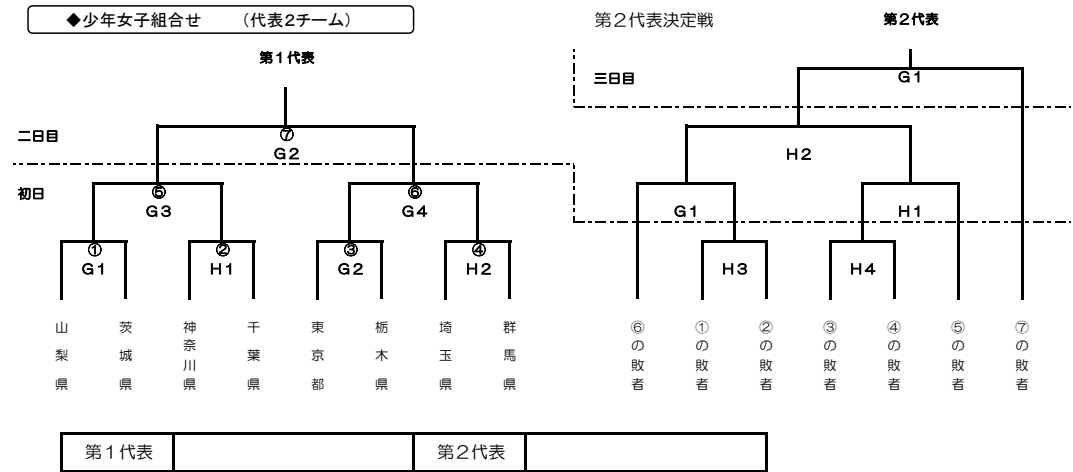 ◆少年女子組合せ　　（代表２チーム）
第１代表
二日目
⑦
G２
初日
⑤
G３
⑥
G４
①
G１
②
H１
③
G２
④
H２
山梨県
茨城県
神奈川県
千葉県
東京都
栃木県
埼玉県
群馬県
第２代表決定戦
第２代表
三日目
G１
H２
G１
H１
H３
H４
⑥の敗者
①の敗者
②の敗者
③の敗者
④の敗者
⑤の敗者
⑦の敗者
第１代表
第２代表